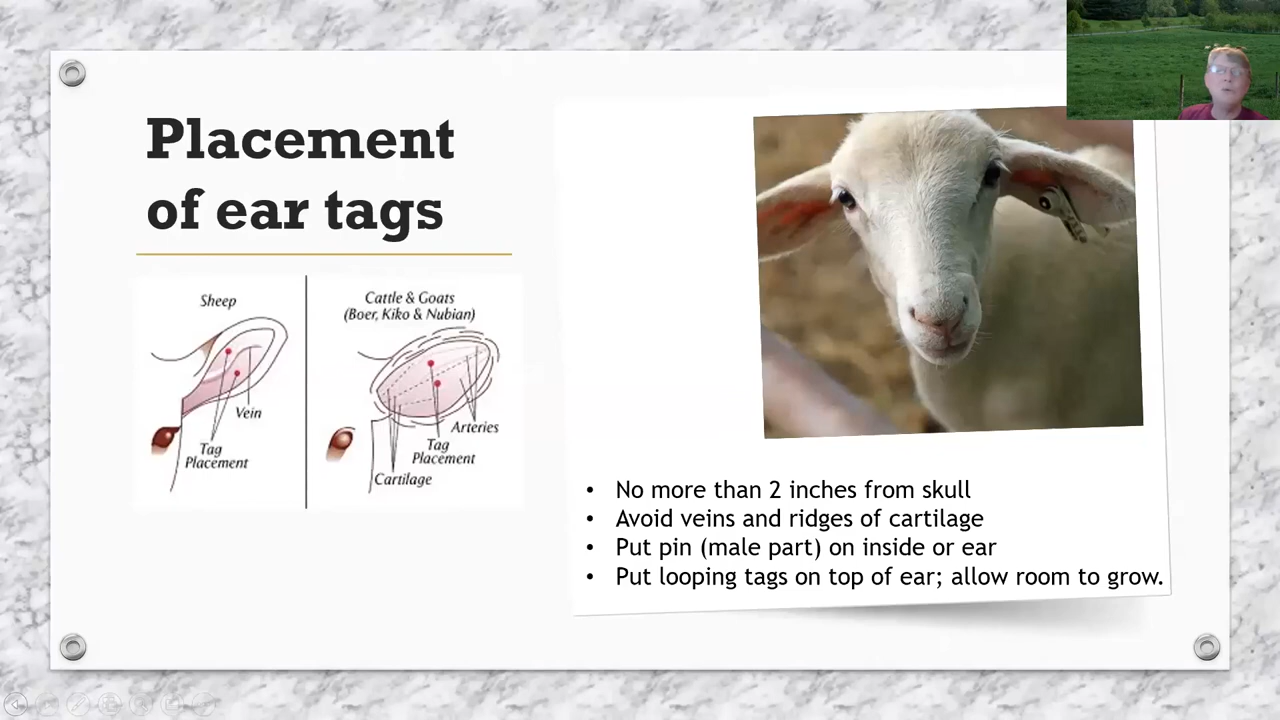 Placement
of ear tags
Sheep
Vein
Tag
Placement
Cattle & Goats
(Boer, Kiko & Nubian)
Arteries
Tag
Placement
Cartilage
• No more than 2 inches from skull
• Avoid veins and ridges of cartilage
• Put pin (male part) on inside or ear
• Put looping tags on top of ear; allow room to grow.